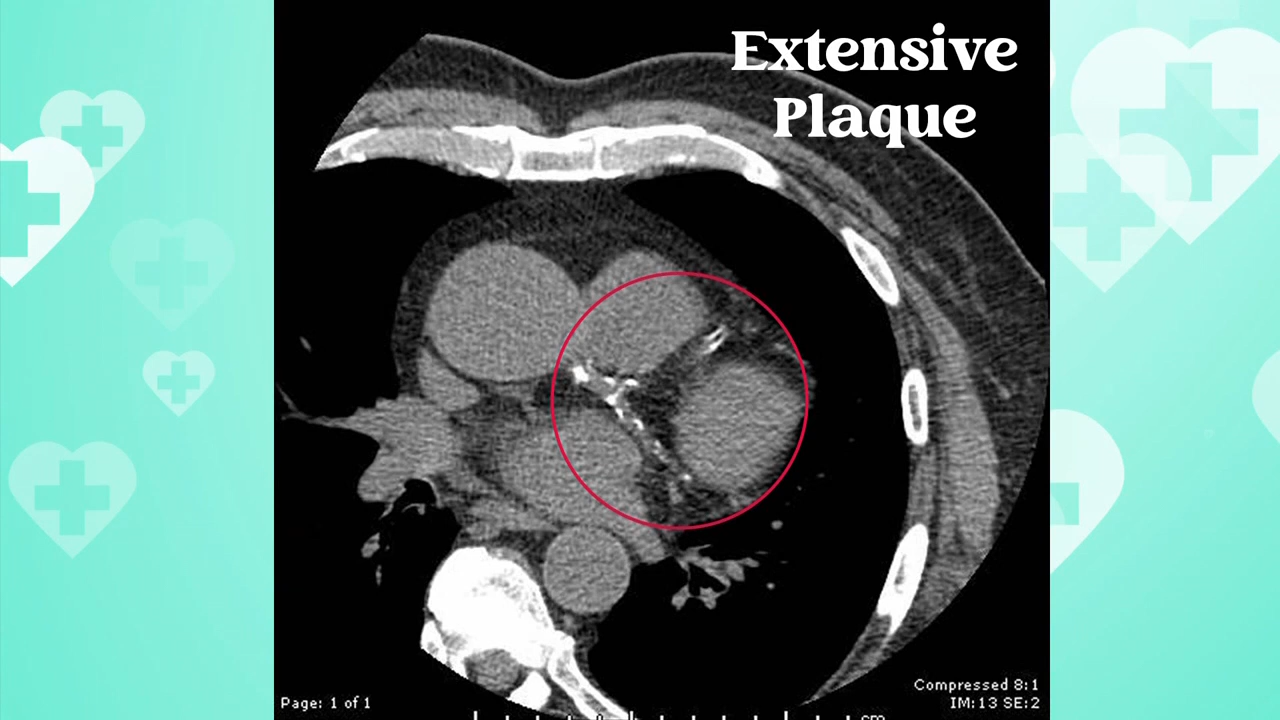 Extensive
Plaque
Compressed 8:1
Page: 1 of 1
IM:13 SE:2